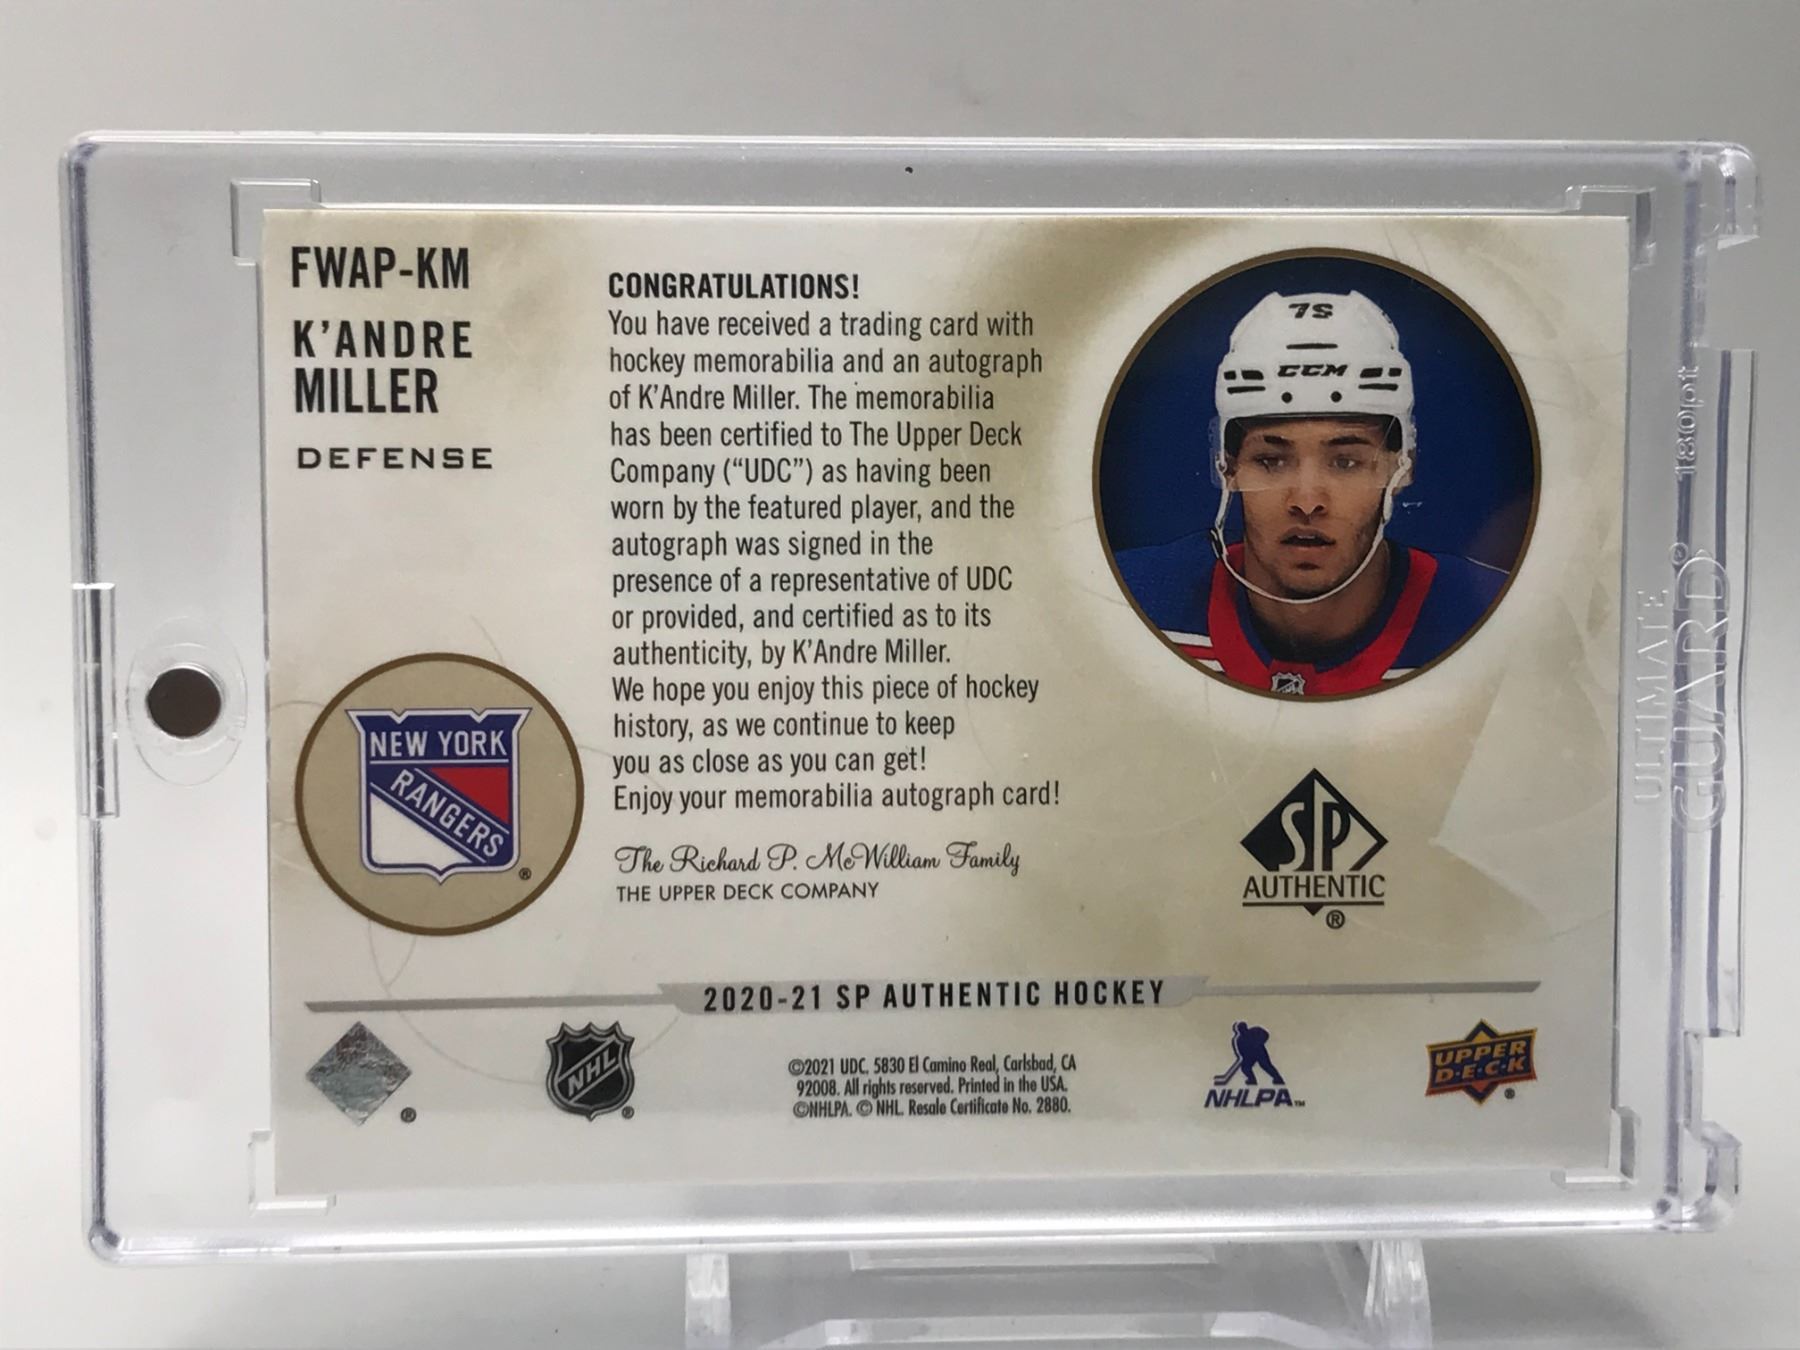 FWAP-KM
K'ANDRE
MILLER
DEFENSE
NEW YORK
RANGERS
®
CONGRATULATIONS!
You have received a trading card with
hockey memorabilia and an autograph
of K'Andre Miller. The memorabilia
has been certified to The Upper Deck
Company (“UDC”) as having been
worn by the featured player, and the
autograph was signed in the
presence of a representative of UDC
or provided, and certified as to its
authenticity, by K'Andre Miller.
We hope you enjoy this piece of hockey
history, as we continue to keep
you as close as you can get!
Enjoy your memorabilia autograph card!
The Richard P. McWilliam Family
THE UPPER DECK COMPANY
79
CCM
SP
AUTHENTIC
®
2020-21 SP AUTHENTIC HOCKEY
®
NHL
®
©2021 UDC. 5830 El Camino Real, Carlsbad, CA
92008. All rights reserved. Printed in the USA.
©NHLPA. © NHL. Resale Certificate No. 2880.
NHLPA™
UPPER
D·E·C·K
®
ULTIMATE
GUARD®
180pt